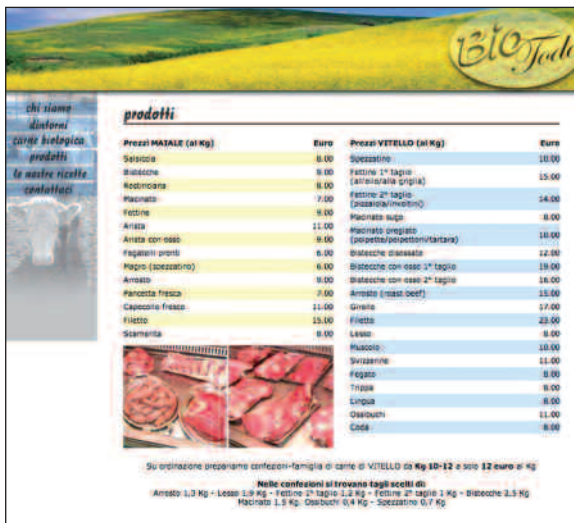 BIO Todi
chi siamo
dintorni
carne biologica
prodotti
le nostre ricette
contattaci
prodotti
Prezzi MAIALE (al Kg) Euro
Salsiccia 8.00
Bistecche 8.00
Rostinciana 8.00
Macinato 7.00
Fettine 9.00
Arista 11.00
Arista con osso 9.00
Fegatelli pronti 6.00
Magro (spezzatino) 6.00
Arrosto 9.00
Pancetta fresca 7.00
Capocollo fresco 11.00
Filetto 15.00
Scamerita 8.00
Prezzi VITELLO (al Kg) Euro
Spezzatino 10.00
Fettine 1° taglio
(all'olio/alla griglia) 15.00
Fettine 2° taglio
(pizzaiola/involtini) 14.00
Macinato sugo 8.00
Macinato pregiato
(polpette/polpettoni/tartara) 10.00
Bistecche disossate 12.00
Bistecche con osso 1° taglio 19.00
Bistecche con osso 2° taglio 16.00
Arrosto (roast beef) 15.00
Girello 17.00
Filetto 23.00
Lesso 8.00
Muscolo 10.00
Svizzerine 11.00
Fegato 8.00
Trippa 8.00
Lingua 8.00
Ossibuchi 11.00
Coda 8.00
Su ordinazione prepariamo confezioni-famiglia di carne di VITELLO da Kg 10-12 a solo 12 euro al Kg
Nelle confezioni si trovano tagli scelti di:
Arrosto 1,3 Kg - Lesso 1,9 Kg - Fettine 1° taglio 1,2 Kg - Fettine 2° taglio 1 Kg - Bistecche 2,5 Kg
Macinato 1,5 Kg, Ossibuchi 0,4 Kg - Spezzatino 0,7 Kg